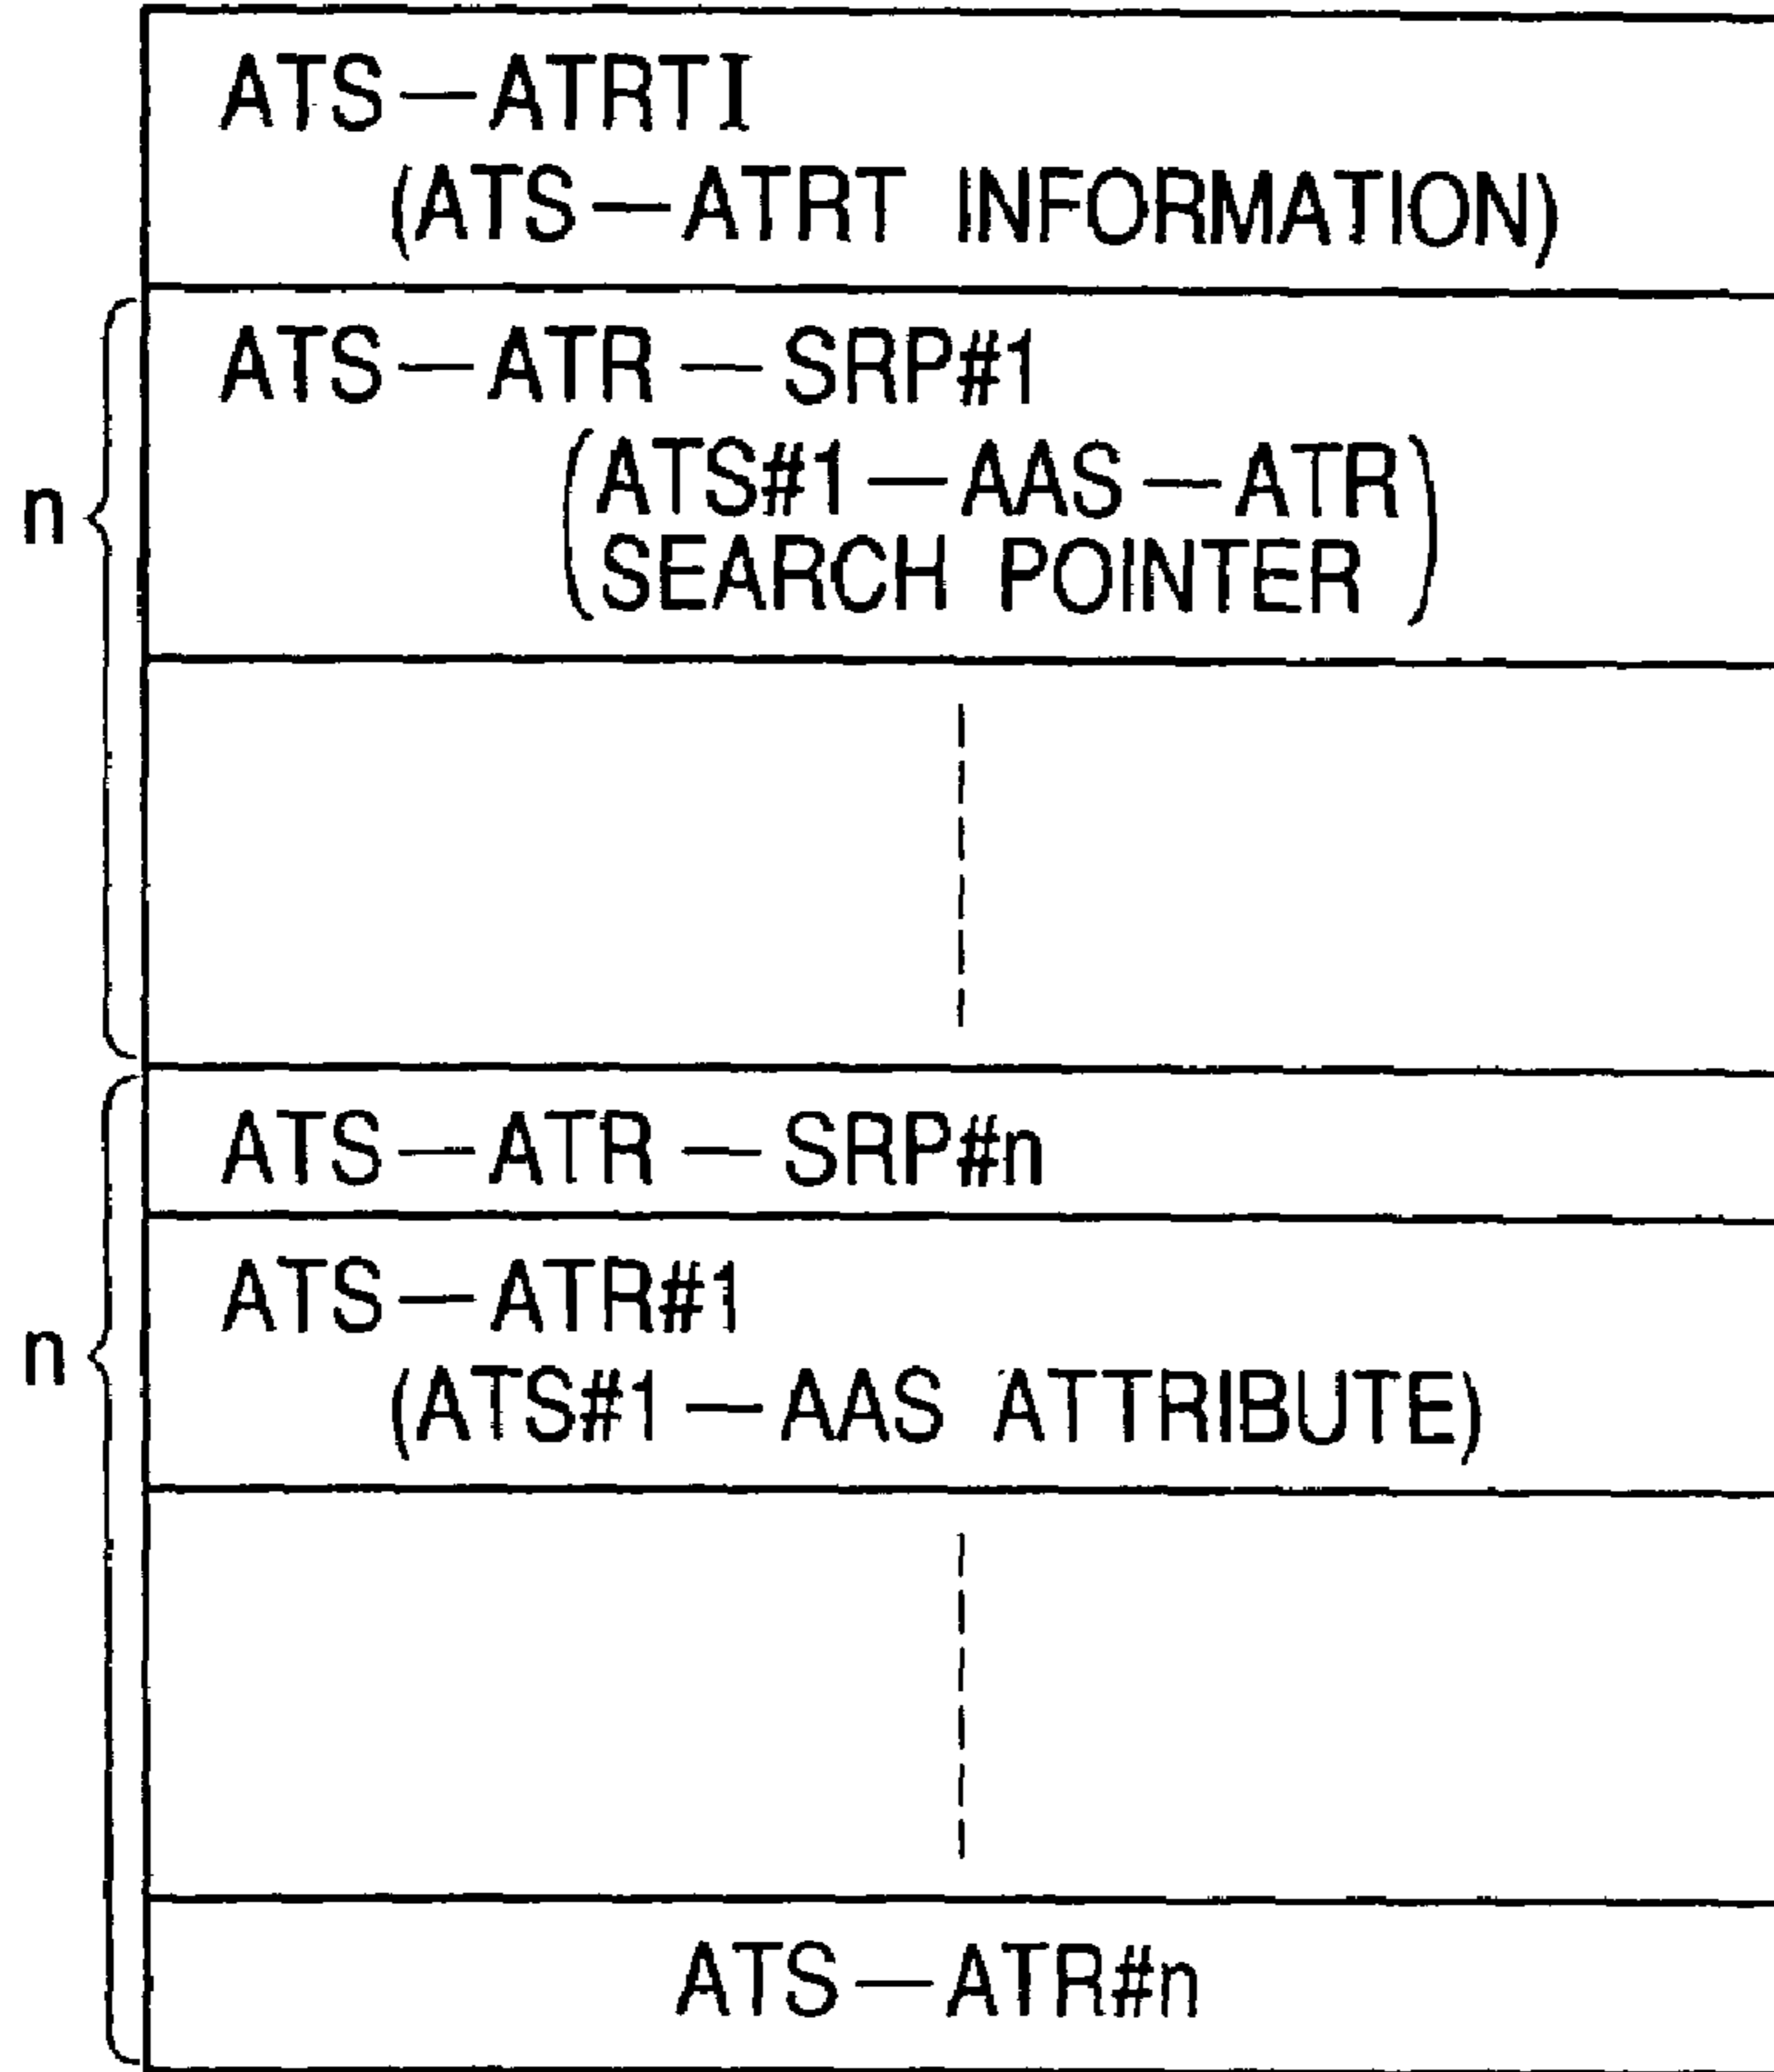 ATS—ATRTI
(ATS—ATRT INFORMATION)
n
ATS—ATR—SRP#1
(ATS#1—AAS—ATR
SEARCH POINTER)
ATS—ATR—SRP#n
ATS—ATR#1
n
(ATS#1—AAS ATTRIBUTE)
ATS—ATR#n